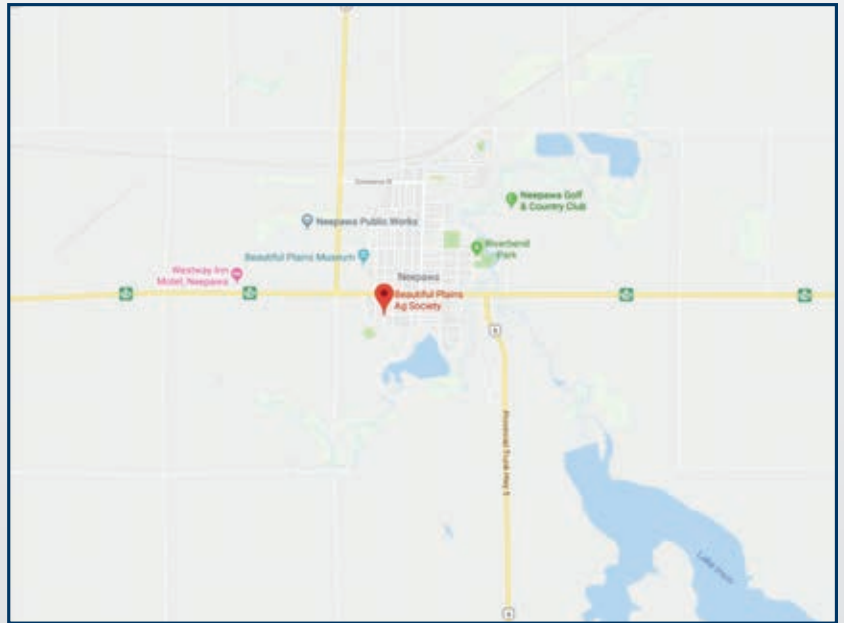 Neepawa Golf
& Country Club
Neepawa Public Works
Riverbend
Park
Beautiful Plains Museum
Westway Inn
Motel, Neepawa
Neepawa
Beautiful Plains
Ag Society
5
Provincial Trunk Hwy 5
Lake Irwin